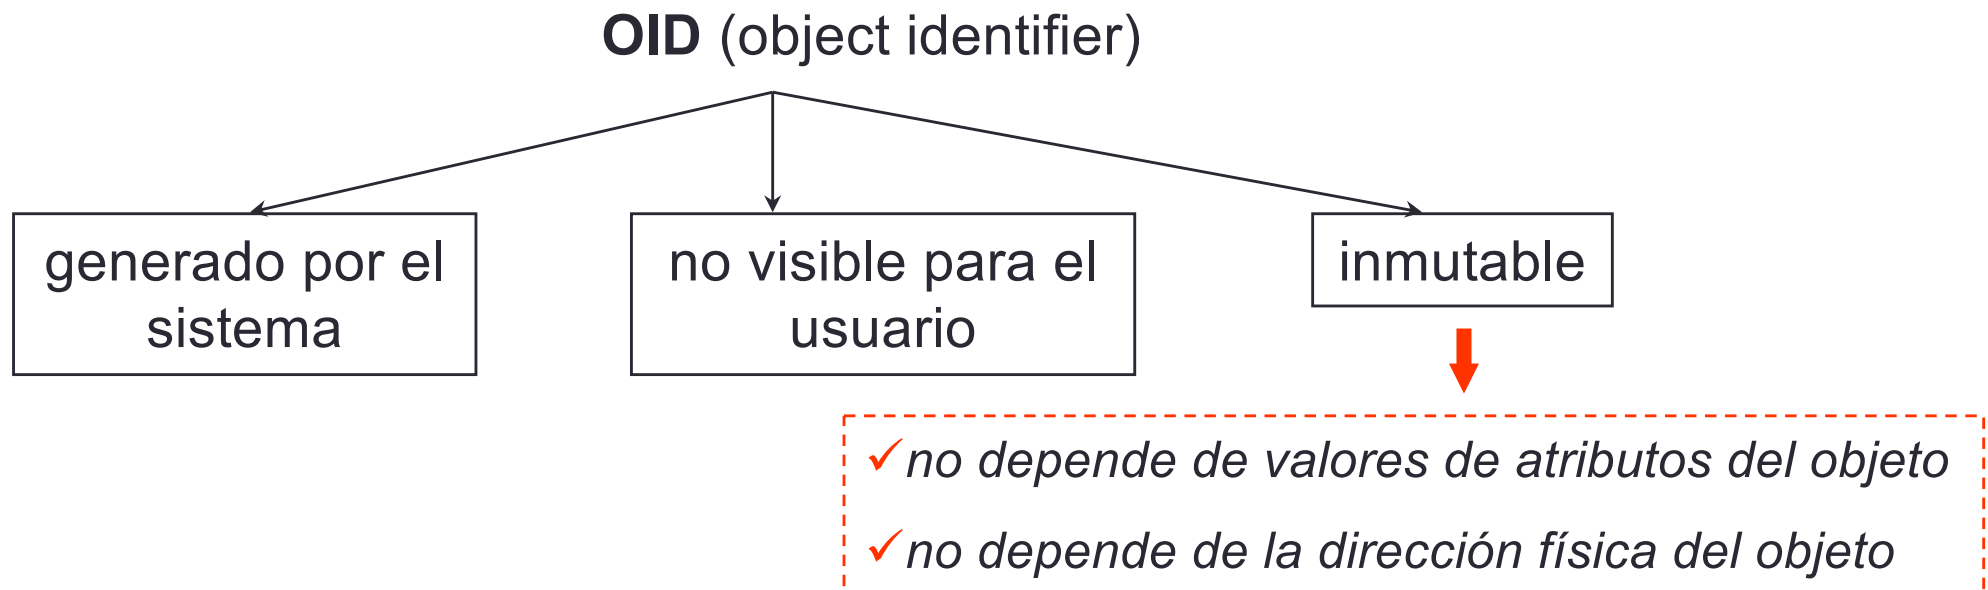 OID (object identifier)
generado por el
sistema
no visible para el
usuario
inmutable
✓no depende de valores de atributos del objeto
✓no depende de la dirección física del objeto